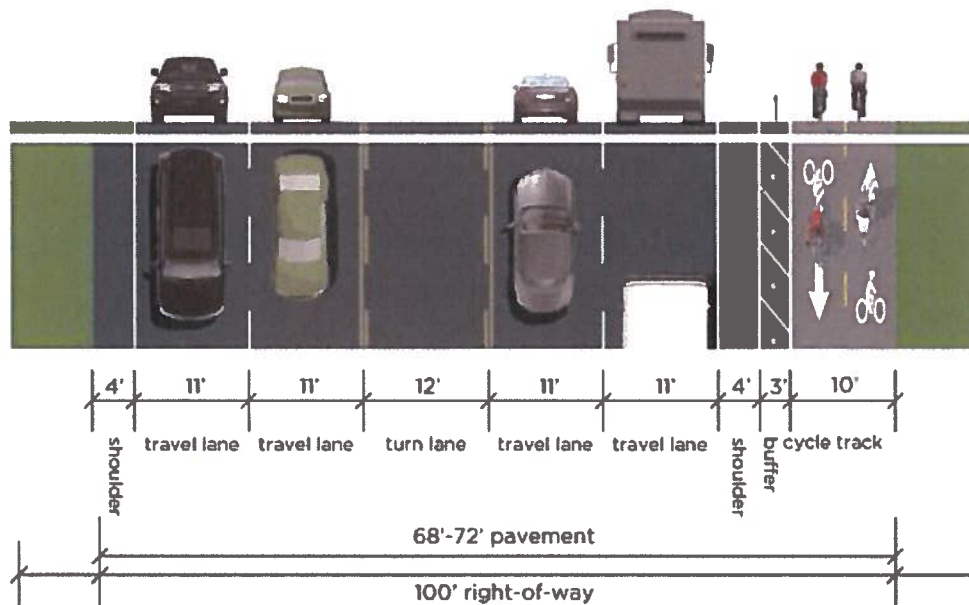 4' 11' 11' 12' 11' 11' 4' 3' 10'
shoulder travel lane travel lane turn lane travel lane travel lane shoulder buffer cycle track
68'-72' pavement
100' right-of-way